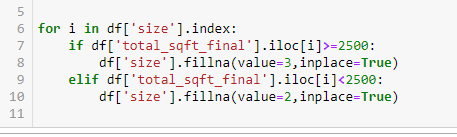 5
6 for i in df['size'].index:
7     if df['total_sqft_final'].iloc[i]>=2500:
8         df['size'].fillna(value=3,inplace=True)
9     elif df['total_sqft_final'].iloc[i]<2500:
10         df['size'].fillna(value=2,inplace=True)
11